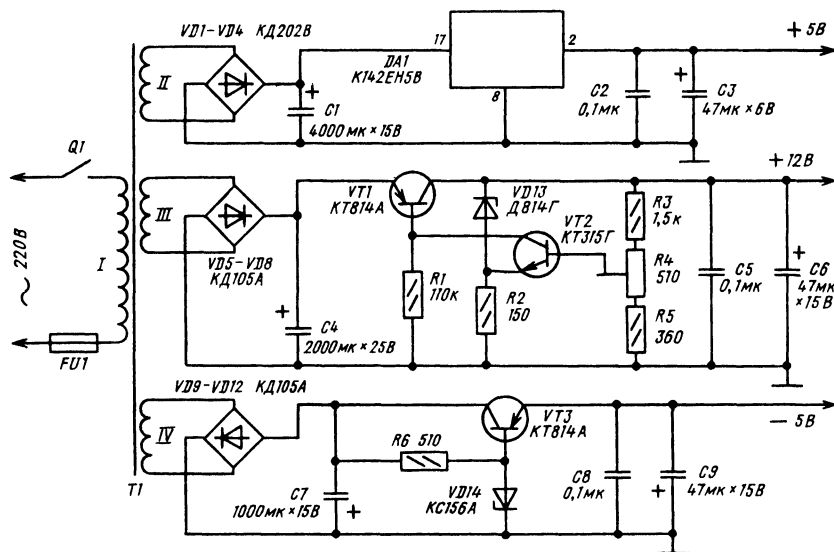 VD1-VD4 КД202В
II
+
C1
4000мк×15В
17
DA1
К142ЕН5В
8
2
C2
0,1мк
+
C3
47мк×6В
+5В
Q1
~ 220В
I
FU1
T1
III
VD5-VD8
КД105А
+
C4
2000мк×25В
VT1
КТ814А
R1
110к
VD13
Д814Г
R2
150
VT2
КТ315Г
R3
1,5к
R4
510
R5
360
C5
0,1мк
+
C6
47мк
×15В
+12В
VD9-VD12 КД105А
IV
C7
1000мк×15В
+
R6 510
VT3
КТ814А
VD14
КС156А
C8
0,1мк
+
C9
47мк×15В
-5В